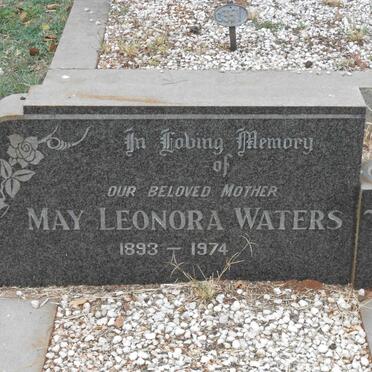 In Loving Memory
of
OUR BELOVED MOTHER
MAY LEONORA WATERS
1893 — 1974